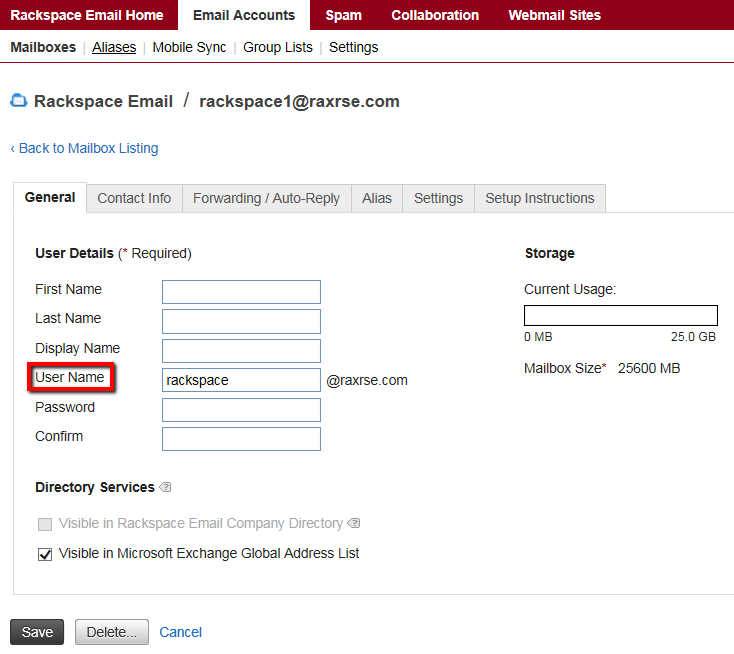 Rackspace Email Home Email Accounts Spam Collaboration Webmail Sites
Mailboxes | Aliases | Mobile Sync | Group Lists | Settings
Rackspace Email / rackspace1@raxrse.com
‹ Back to Mailbox Listing
General Contact Info Forwarding / Auto-Reply Alias Settings Setup Instructions
User Details (* Required)
First Name
Last Name
Display Name
User Name rackspace @raxrse.com
Password
Confirm
Directory Services ?
Visible in Rackspace Email Company Directory ?
Visible in Microsoft Exchange Global Address List
Storage
Current Usage:
0 MB 25.0 GB
Mailbox Size* 25600 MB
Save Delete... Cancel